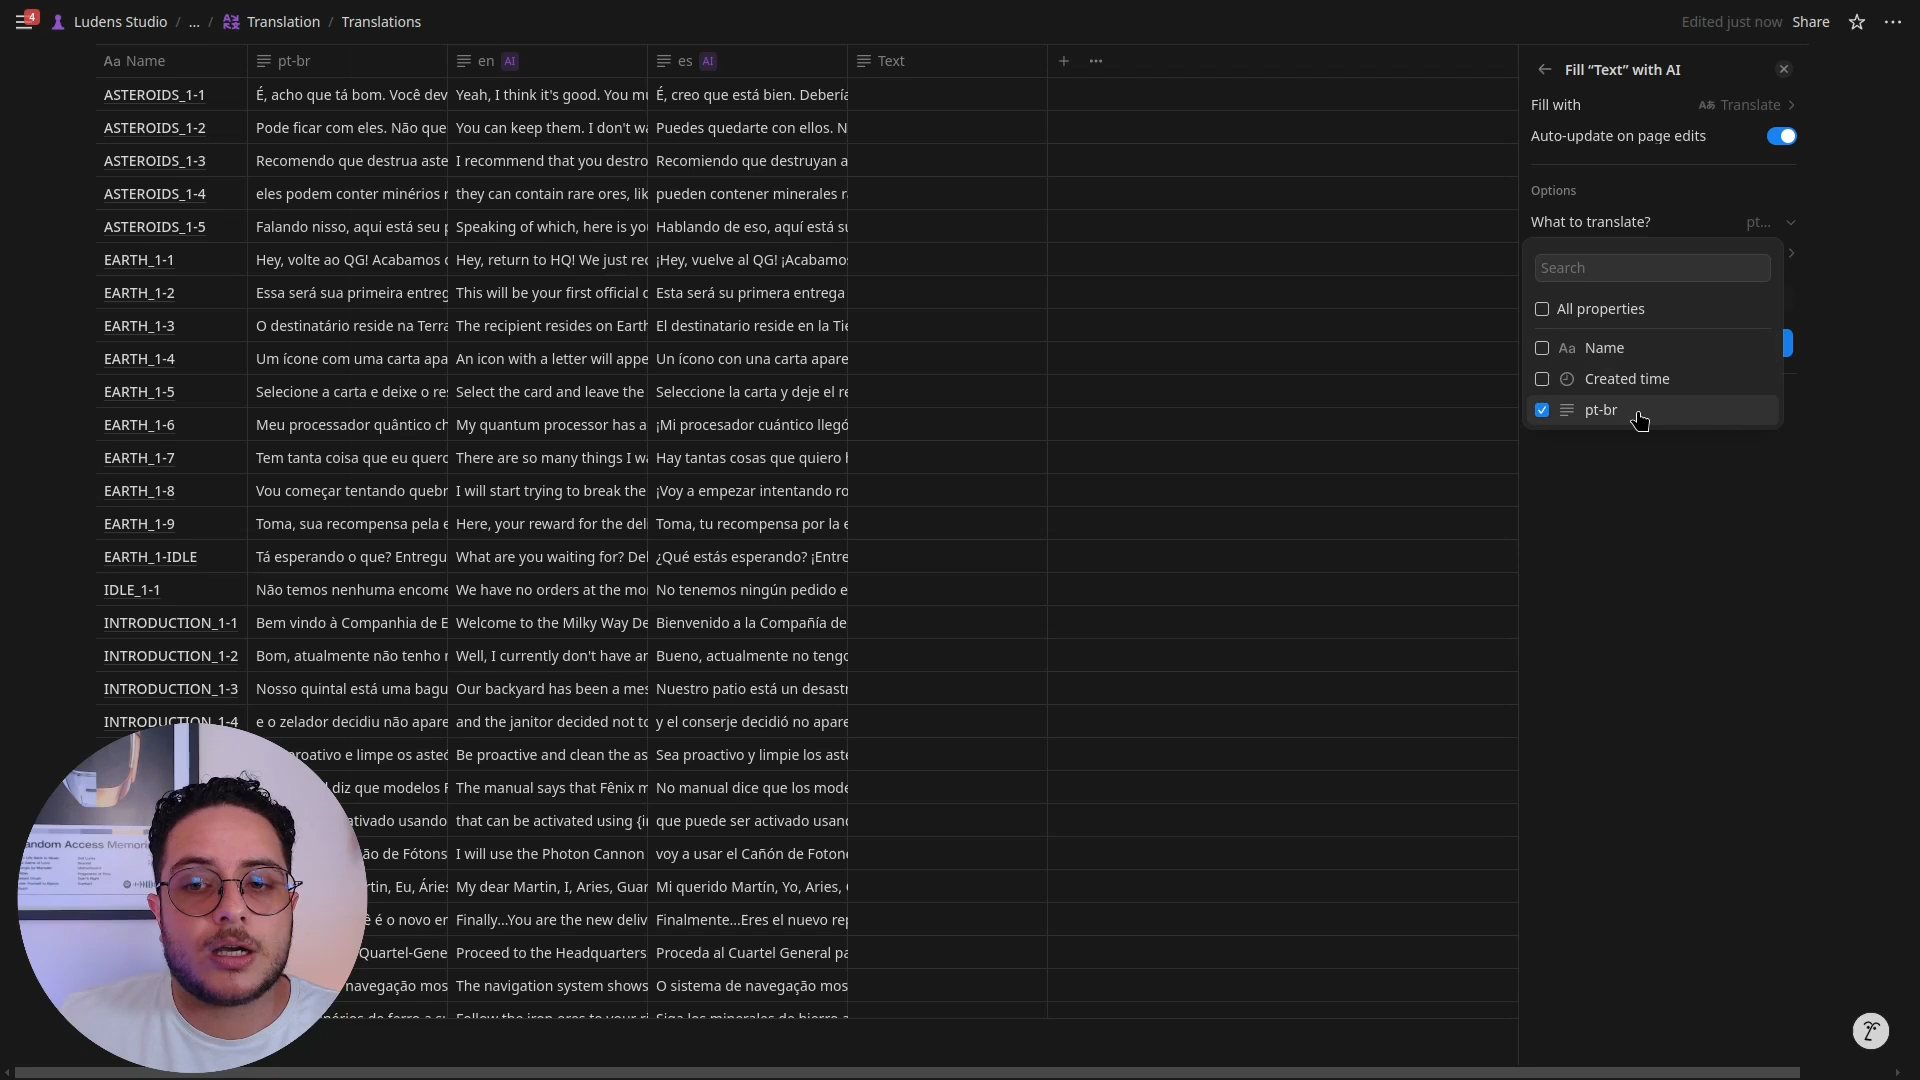 4 Ludens Studio / ... / Translation / Translations Edited just now Share
Aa Name pt-br en AI es AI Text
ASTEROIDS_1-1 É, acho que tá bom. Você dev Yeah, I think it's good. You mu É, creo que está bien. Debería
ASTEROIDS_1-2 Pode ficar com eles. Não que You can keep them. I don't wa Puedes quedarte con ellos. N
ASTEROIDS_1-3 Recomendo que destrua aste I recommend that you destro Recomiendo que destruyan a
ASTEROIDS_1-4 eles podem conter minérios r they can contain rare ores, lik pueden contener minerales ra
ASTEROIDS_1-5 Falando nisso, aqui está seu p Speaking of which, here is you Hablando de eso, aquí está su
EARTH_1-1 Hey, volte ao QG! Acabamos d Hey, return to HQ! We just rec ¡Hey, vuelve al QG! ¡Acabamos
EARTH_1-2 Essa será sua primeira entreg This will be your first official d Esta será su primera entrega
EARTH_1-3 O destinatário reside na Terra The recipient resides on Earth El destinatario reside en la Tie
EARTH_1-4 Um ícone com uma carta apa An icon with a letter will appe Un ícono con una carta apare
EARTH_1-5 Selecione a carta e deixe o res Select the card and leave the Seleccione la carta y deje el re
EARTH_1-6 Meu processador quântico ch My quantum processor has a ¡Mi procesador cuántico llegó
EARTH_1-7 Tem tanta coisa que eu quero There are so many things I wa Hay tantas cosas que quiero h
EARTH_1-8 Vou começar tentando quebr I will start trying to break the ¡Voy a empezar intentando ro
EARTH_1-9 Toma, sua recompensa pela e Here, your reward for the deli Toma, tu recompensa por la e
EARTH_1-IDLE Tá esperando o que? Entregu What are you waiting for? Del ¿Qué estás esperando? ¡Entre
IDLE_1-1 Não temos nenhuma encome We have no orders at the mor No tenemos ningún pedido e
INTRODUCTION_1-1 Bem vindo à Companhia de E Welcome to the Milky Way De Bienvenido a la Compañía de
INTRODUCTION_1-2 Bom, atualmente não tenho r Well, I currently don't have an Bueno, actualmente no tengo
INTRODUCTION_1-3 Nosso quintal está uma bagu Our backyard has been a mes Nuestro patio está un desastr
INTRODUCTION_1-4 e o zelador decidiu não apare and the janitor decided not to y el conserje decidió no apare
roativo e limpe os asteó Be proactive and clean the as Sea proactivo y limpie los aste
diz que modelos F The manual says that Fênix m No manual dice que los mode
ativado usando that can be activated using {in que puede ser activado usand
ão de Fótons I will use the Photon Cannon voy a usar el Cañón de Fotone
rtin, Eu, Áries My dear Martin, I, Aries, Guar Mi querido Martín, Yo, Aries,
ê é o novo en Finally...You are the new deliv Finalmente...Eres el nuevo rep
Quartel-Gene Proceed to the Headquarters Proceda al Cuartel General pa
navegação mos The navigation system shows O sistema de navegação mos
Fill “Text” with AI
Fill with Translate
Auto-update on page edits
Options
What to translate? pt...
Search
All properties
Aa Name
Created time
pt-br
andom Access Memori